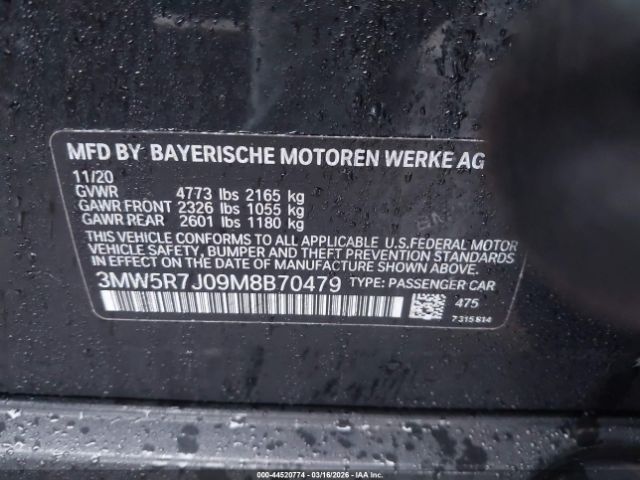 MFD BY BAYERISCHE MOTOREN WERKE AG
11/20
GVWR 4773 lbs 2165 kg
GAWR FRONT 2326 lbs 1055 kg
GAWR REAR 2601 lbs 1180 kg
THIS VEHICLE CONFORMS TO ALL APPLICABLE U.S.FEDERAL MOTOR
VEHICLE SAFETY, BUMPER AND THEFT PREVENTION STANDARDS
IN EFFECT ON THE DATE OF MANUFACTURE SHOWN ABOVE.
3MW5R7J09M8B70479 TYPE: PASSENGER CAR
475
7315814
000-44520774 | 03/16/2026 - IAA LLC